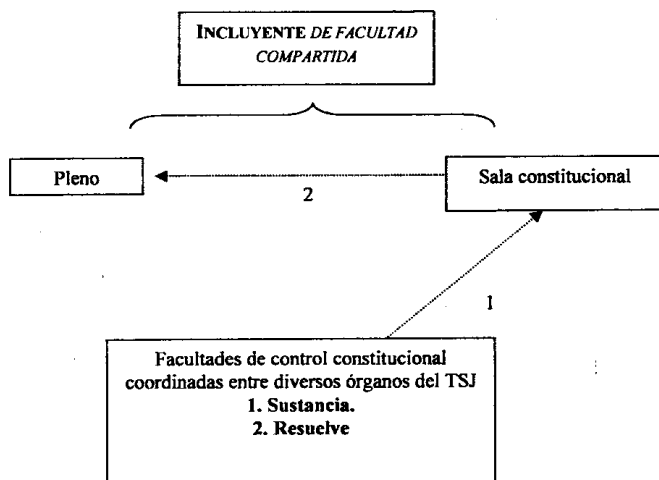 INCLUYENTE DE FACULTAD
COMPARTIDA
Pleno
2
Sala constitucional
1
Facultades de control constitucional
coordinadas entre diversos órganos del TSJ
1. Sustancia.
2. Resuelve